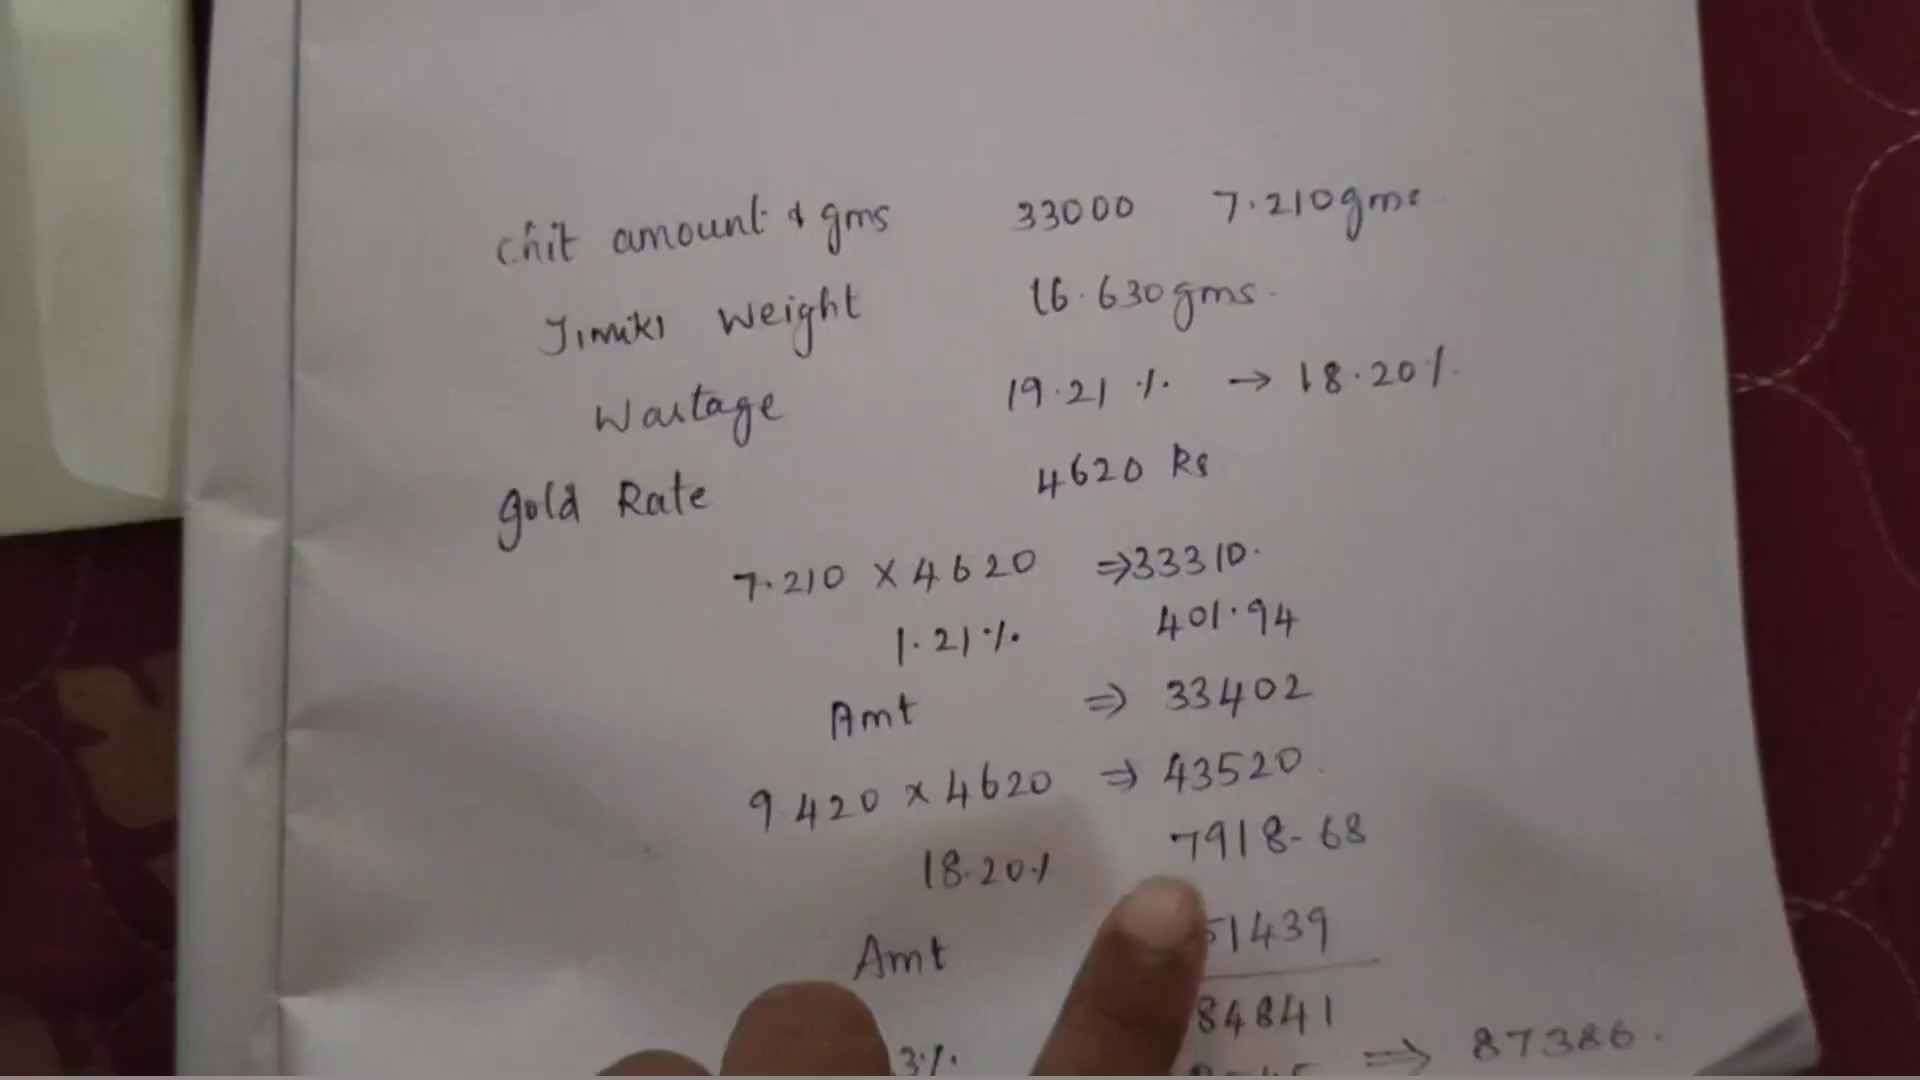 chit amount & gms 33000 7.210gms
Jimiki weight 16.630gms.
Wastage 19.21 % → 18.20%.
gold Rate 4620 Rs
7.210 x 4620 ⇒ 33310.
1.21% 401.94
Amt ⇒ 33402
9.420 x 4620 ⇒ 43520.
18.20% 7918-68
Amt 51439
84841
3% ⇒ 87386.